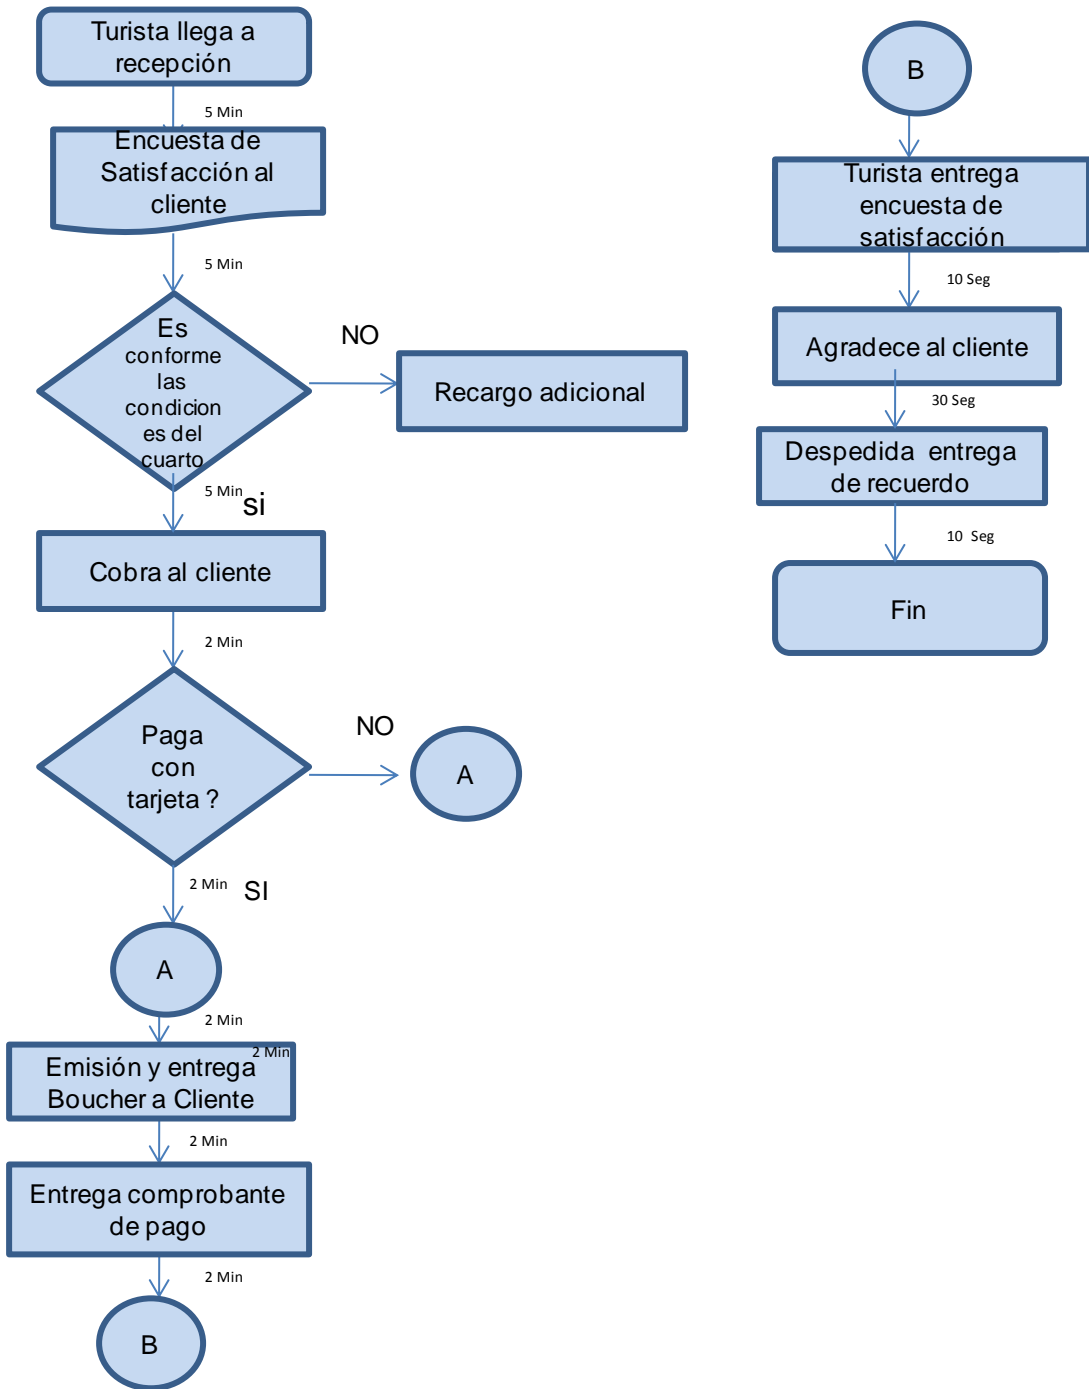 Turista llega a
recepción
5 Min
Encuesta de
Satisfacción al
cliente
5 Min
Es
conforme
las
condicion
es del
cuarto
NO
Recargo adicional
5 Min
si
Cobra al cliente
2 Min
Paga
con
tarjeta ?
NO
A
2 Min
SI
A
2 Min
2 Min
Emisión y entrega
Boucher a Cliente
2 Min
Entrega comprobante
de pago
2 Min
B
B
Turista entrega
encuesta de
satisfacción
10 Seg
Agradece al cliente
30 Seg
Despedida entrega
de recuerdo
10 Seg
Fin